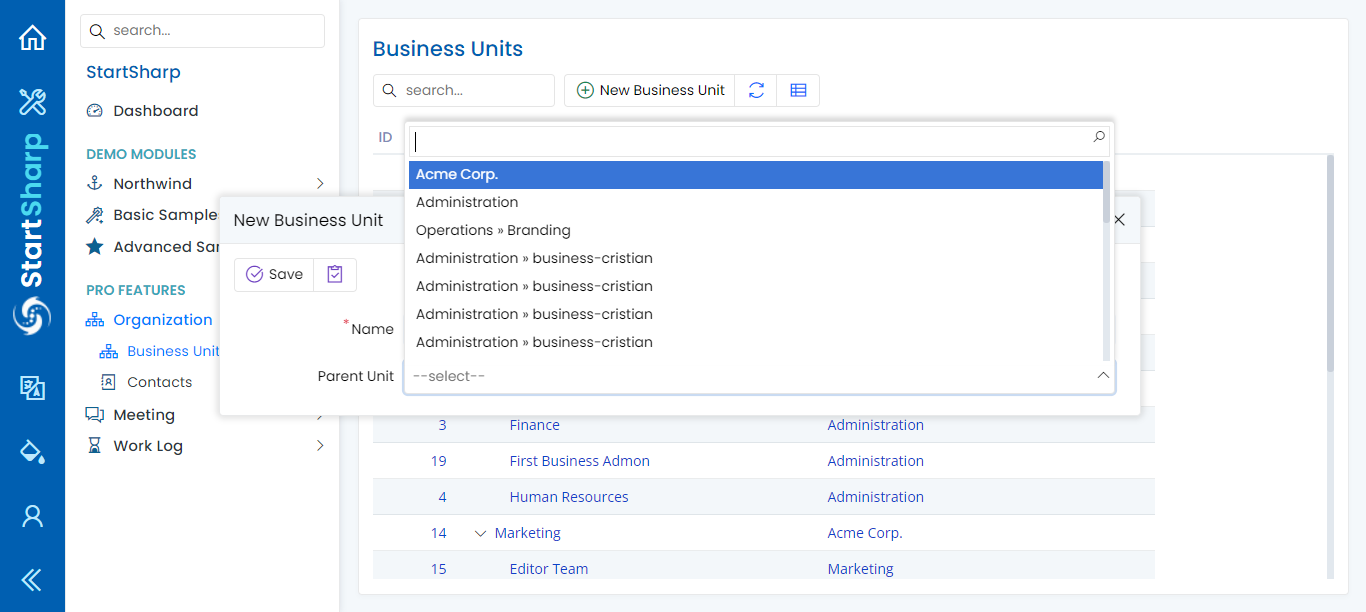 StartSharp
search...
StartSharp
Dashboard
DEMO MODULES
Northwind
Basic Sample
Advanced Sar
PRO FEATURES
Organization
Business Unit
Contacts
Meeting
Work Log
Business Units
search...
New Business Unit
ID
New Business Unit
Save
*Name
Parent Unit
Acme Corp.
Administration
Operations » Branding
Administration » business-cristian
Administration » business-cristian
Administration » business-cristian
Administration » business-cristian
--select--
3 Finance Administration
19 First Business Admon Administration
4 Human Resources Administration
14 Marketing Acme Corp.
15 Editor Team Marketing